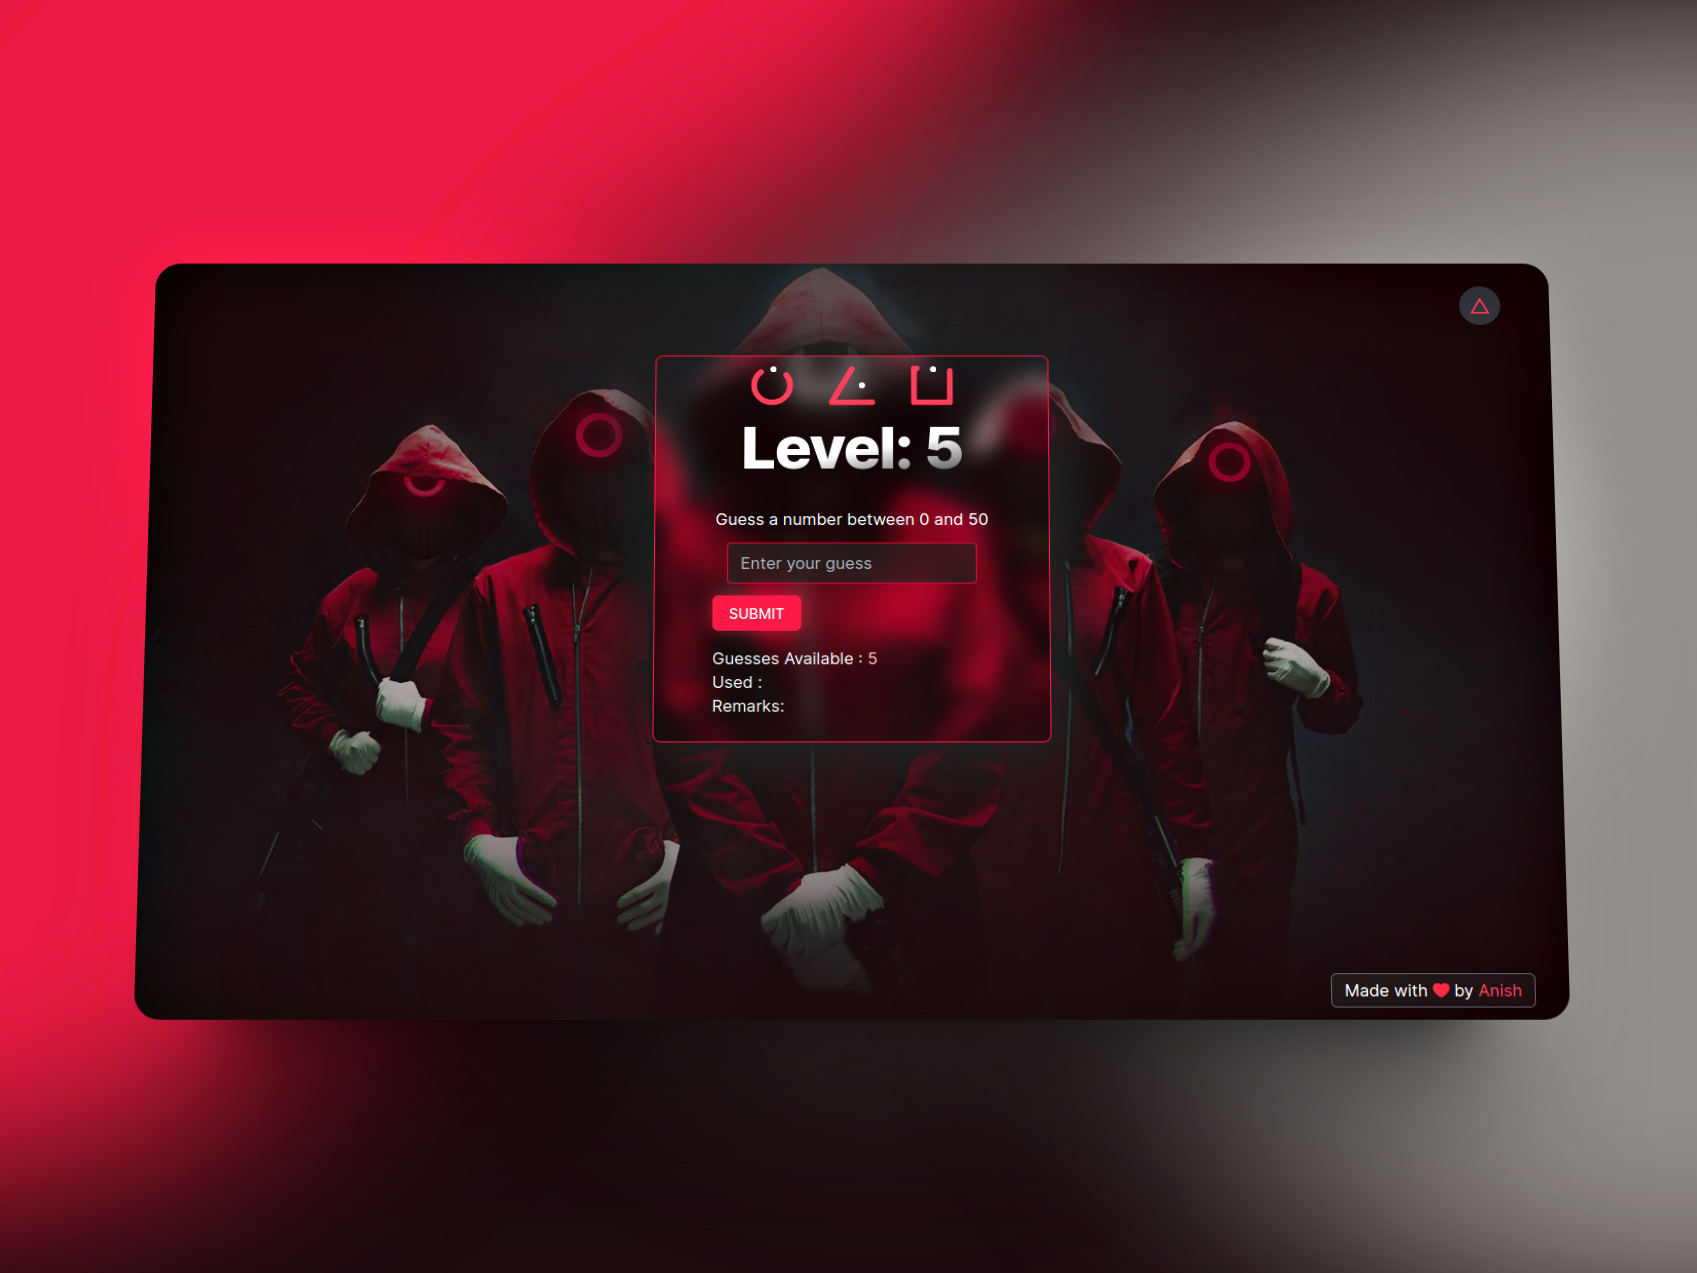 Level: 5
Guess a number between 0 and 50
Enter your guess
SUBMIT
Guesses Available : 5
Used :
Remarks:
Made with ❤ by Anish